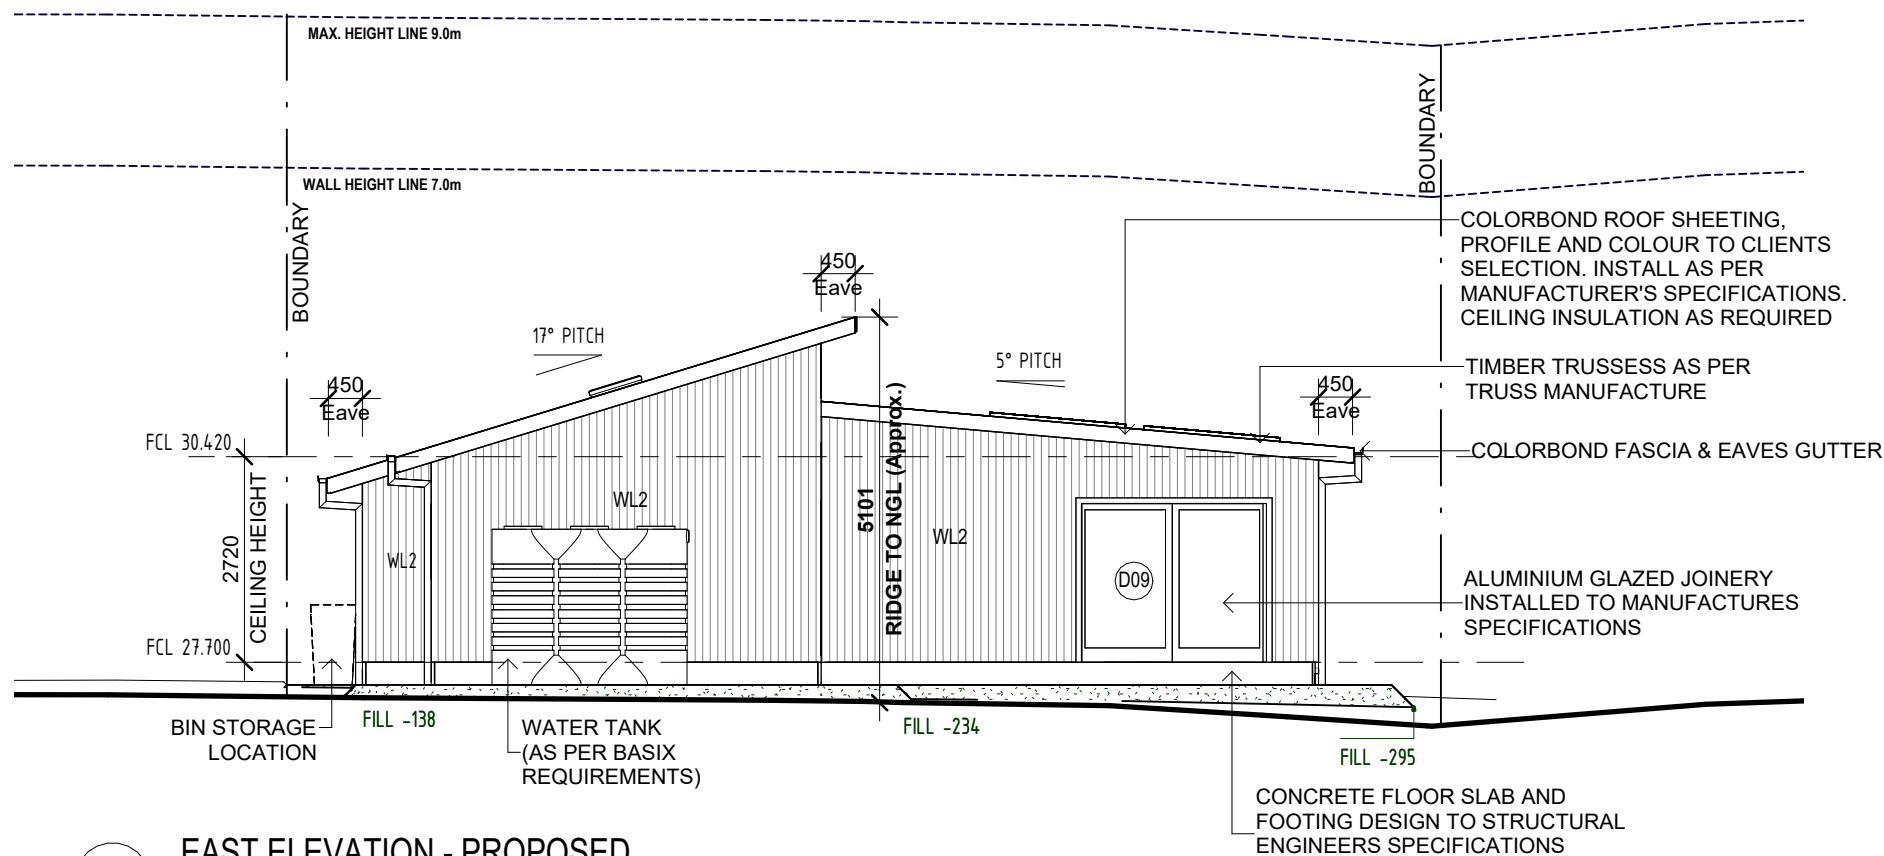 MAX. HEIGHT LINE 9.0m
BOUNDARY
WALL HEIGHT LINE 7.0m
BOUNDARY
COLORBOND ROOF SHEETING,
PROFILE AND COLOUR TO CLIENTS
SELECTION. INSTALL AS PER
MANUFACTURER'S SPECIFICATIONS.
CEILING INSULATION AS REQUIRED
450
Eave
17° PITCH
5° PITCH
TIMBER TRUSSESS AS PER
TRUSS MANUFACTURE
450
Eave
450
Eave
FCL 30.420
COLORBOND FASCIA & EAVES GUTTER
2720
CEILING HEIGHT
5101
RIDGE TO NGL (Approx.)
WL2
WL2
WL2
D09
ALUMINIUM GLAZED JOINERY
INSTALLED TO MANUFACTURES
SPECIFICATIONS
FCL 27.700
BIN STORAGE
LOCATION
FILL -138
WATER TANK
(AS PER BASIX
REQUIREMENTS)
FILL -234
FILL -295
CONCRETE FLOOR SLAB AND
FOOTING DESIGN TO STRUCTURAL
ENGINEERS SPECIFICATIONS
EAST ELEVATION - PROPOSED